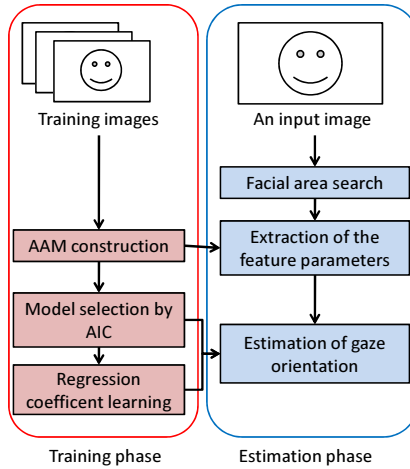 Training images
AAM construction
Model selection by
AIC
Regression
coefficent learning
Training phase
An input image
Facial area search
Extraction of the
feature parameters
Estimation of gaze
orientation
Estimation phase